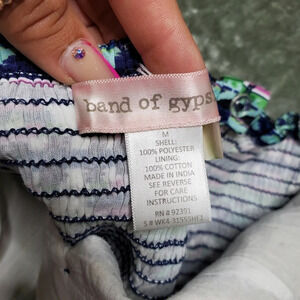 band of gyps
M
SHELL:
100% POLYESTER
LINING:
100% COTTON
MADE IN INDIA
SEE REVERSE
FOR CARE
INSTRUCTIONS
RN # 92391